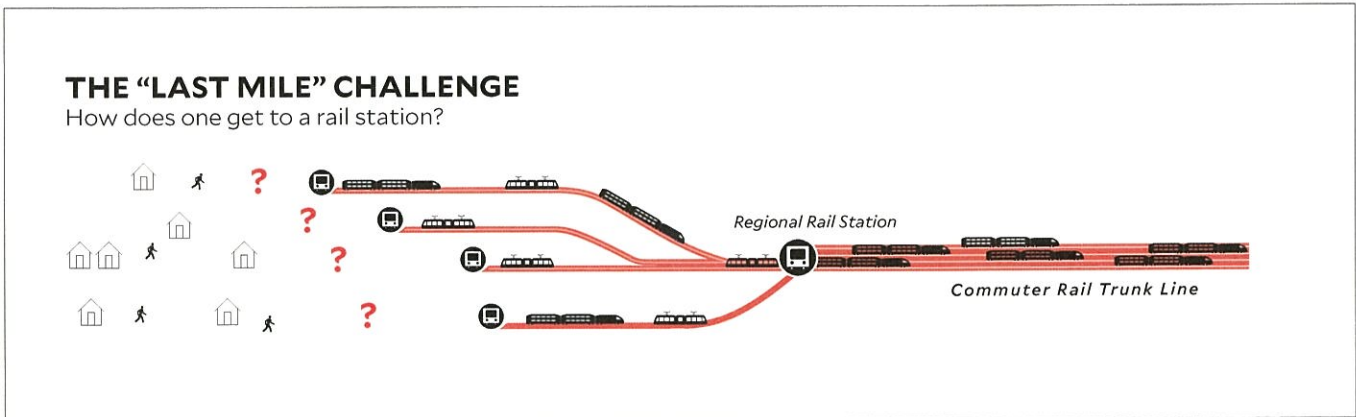 THE “LAST MILE” CHALLENGE
How does one get to a rail station?
?
?
?
?
Regional Rail Station
Commuter Rail Trunk Line